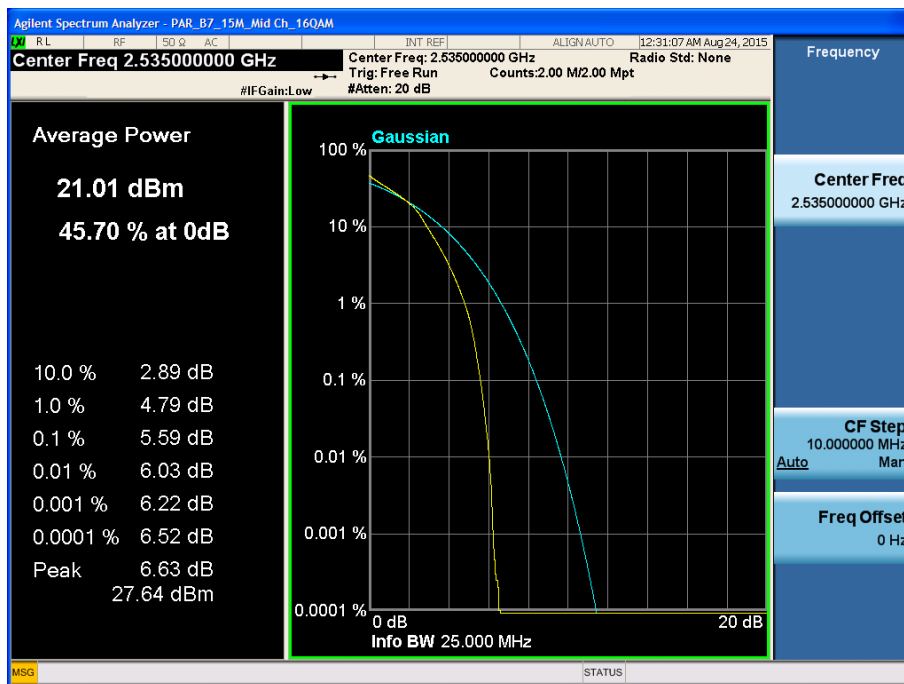 Agilent Spectrum Analyzer - PAR_B7_15M_Mid Ch_16QAM
LXI RL RF 50 Ω AC INT REF ALIGN AUTO 12:31:07 AM Aug 24, 2015
Center Freq 2.535000000 GHz
#IFGain:Low
Center Freq: 2.535000000 GHz Radio Std: None
Trig: Free Run Counts:2.00 M/2.00 Mpt
#Atten: 20 dB
Average Power
21.01 dBm
45.70 % at 0dB
10.0 % 2.89 dB
1.0 % 4.79 dB
0.1 % 5.59 dB
0.01 % 6.03 dB
0.001 % 6.22 dB
0.0001 % 6.52 dB
Peak 6.63 dB
27.64 dBm
Gaussian
100 %
10 %
1 %
0.1 %
0.01 %
0.001 %
0.0001 %
0 dB 20 dB
Info BW 25.000 MHz
Frequency
Center Freq
2.535000000 GHz
CF Step
10.000000 MHz
Auto Man
Freq Offset
0 Hz
MSG STATUS